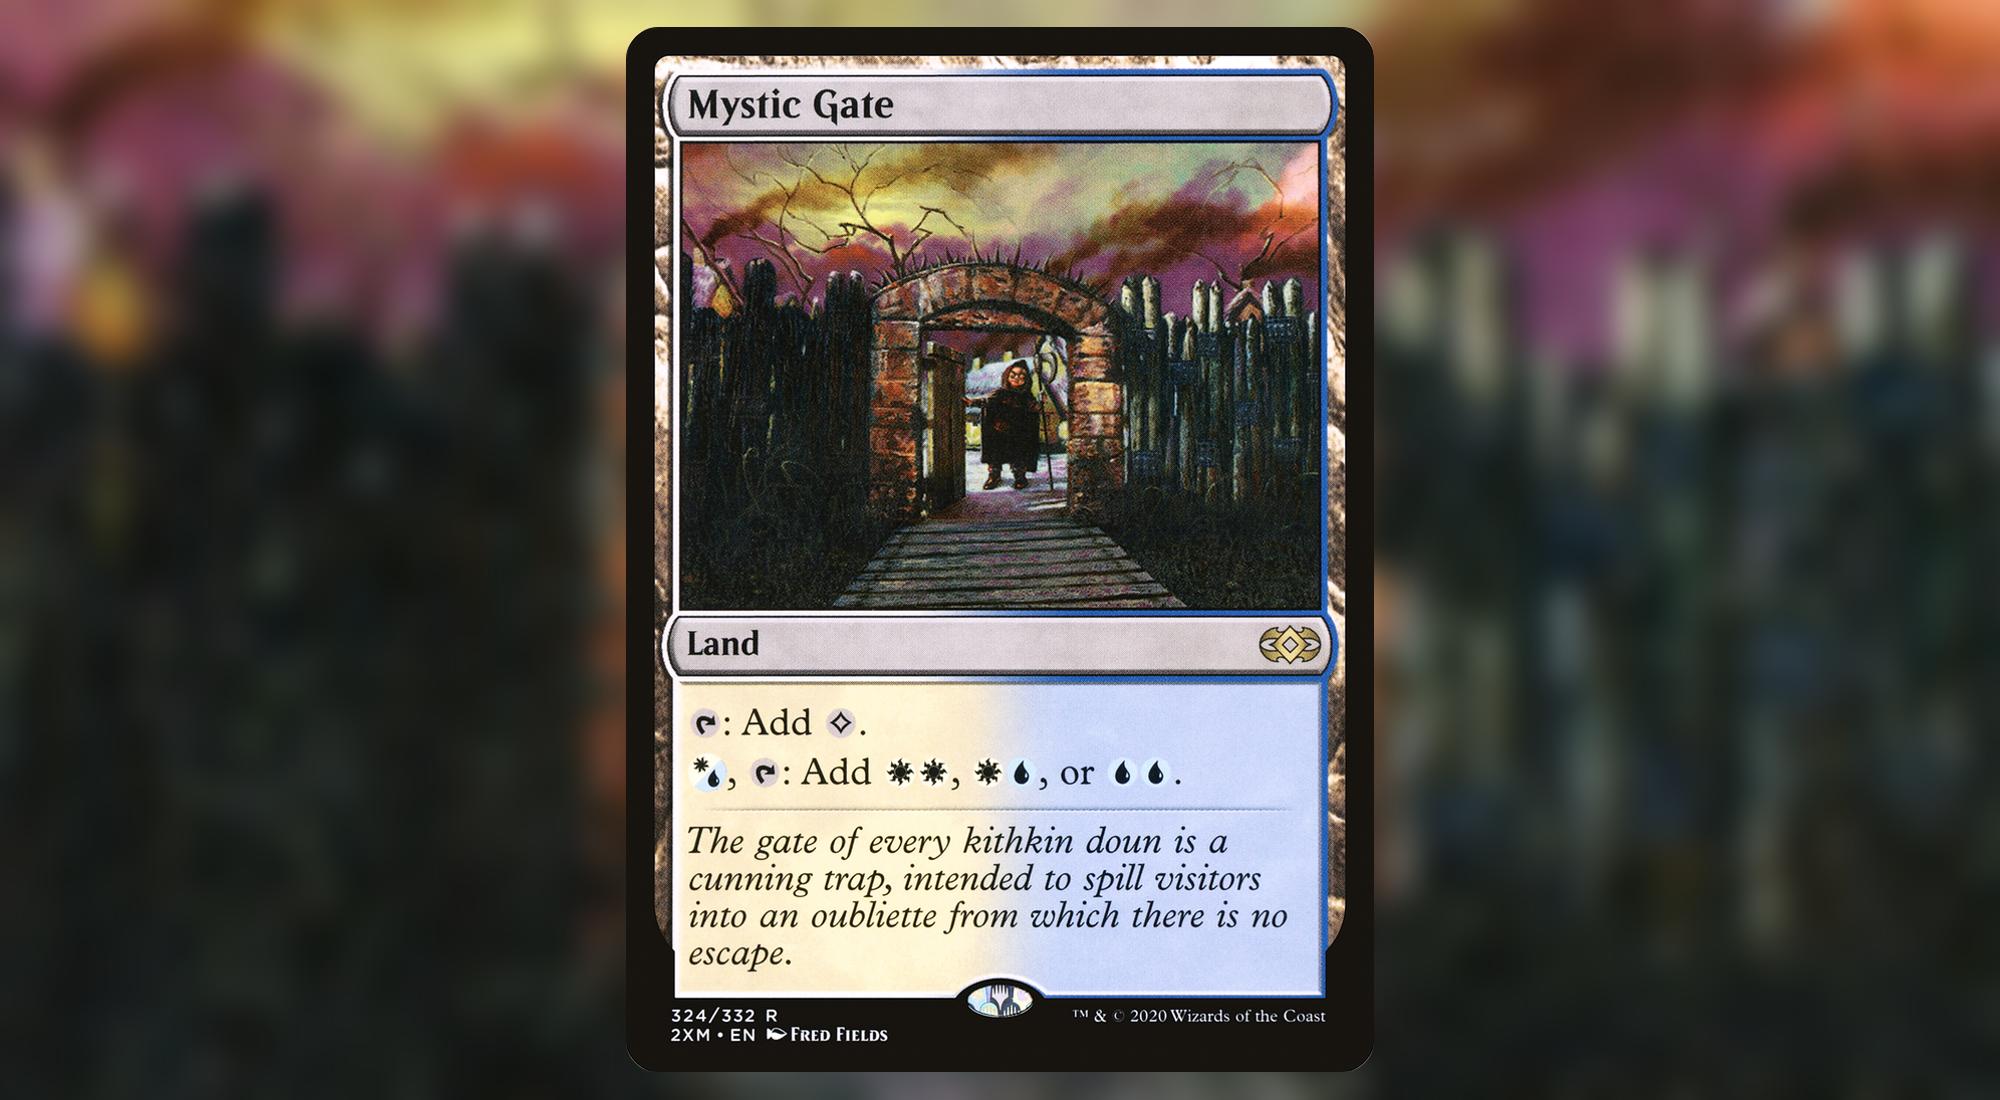 Mystic Gate
Land
: Add .
, : Add , , or .
The gate of every kithkin doun is a
cunning trap, intended to spill visitors
into an oubliette from which there is no
escape.
324/332 R
2XM • EN FRED FIELDS
™ & © 2020 Wizards of the Coast